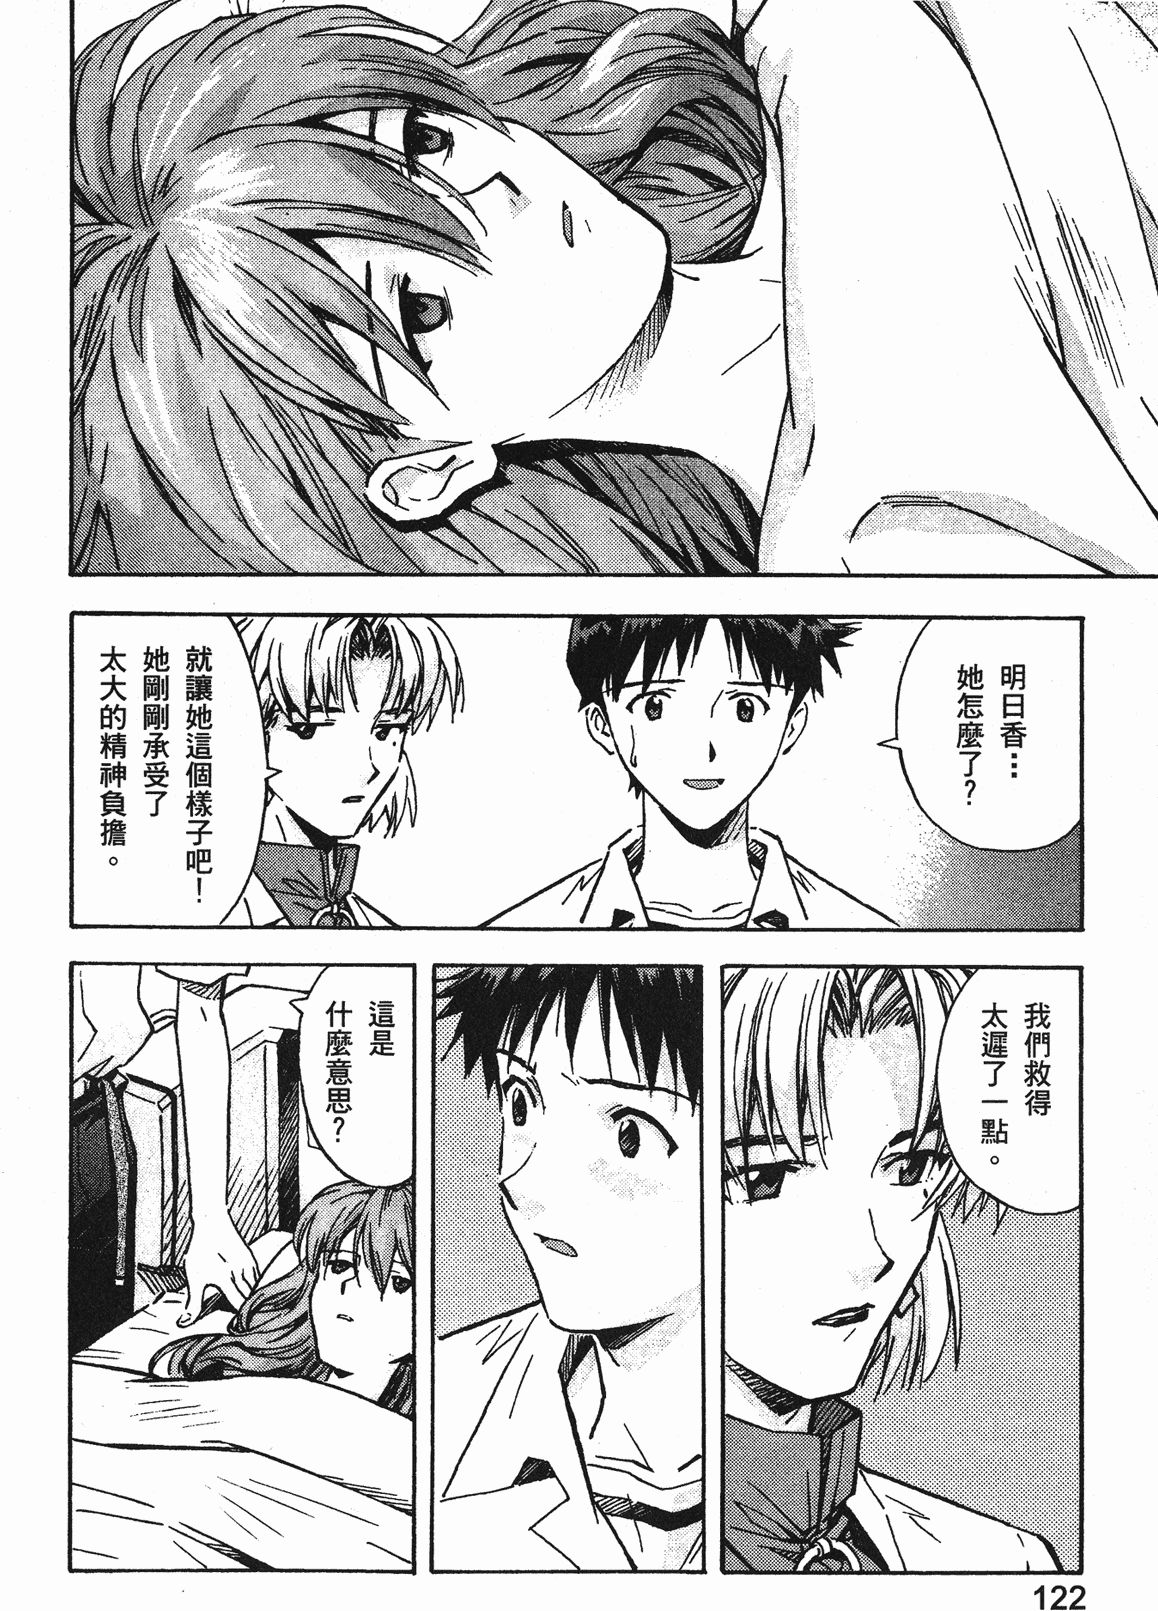 明日香…
她怎麼了？
就讓她這個樣子吧！
她剛剛承受了
太大的精神負擔。
我們救得
太遲了一點。
這是
什麼意思？
122